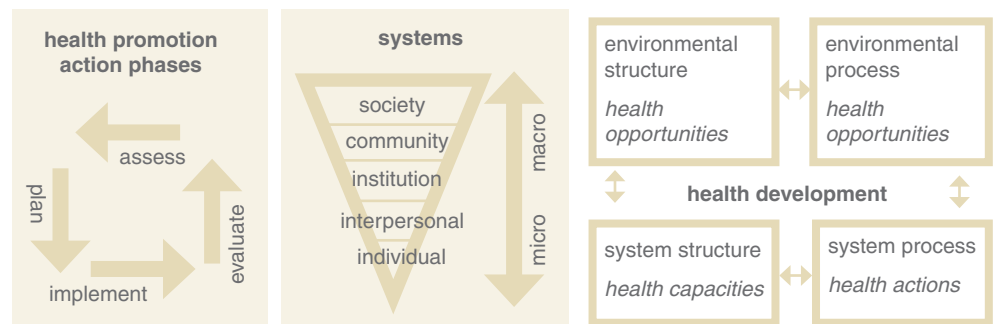 health promotion
action phases
assess
plan
implement
evaluate
systems
society
community
institution
interpersonal
individual
macro
micro
environmental
structure
health
opportunities
environmental
process
health
opportunities
health development
system structure
health capacities
system process
health actions